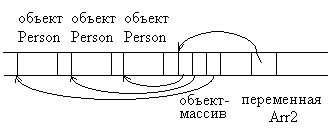 объект объект объект
Person Person Person
объект-
массив
переменная
Arr2